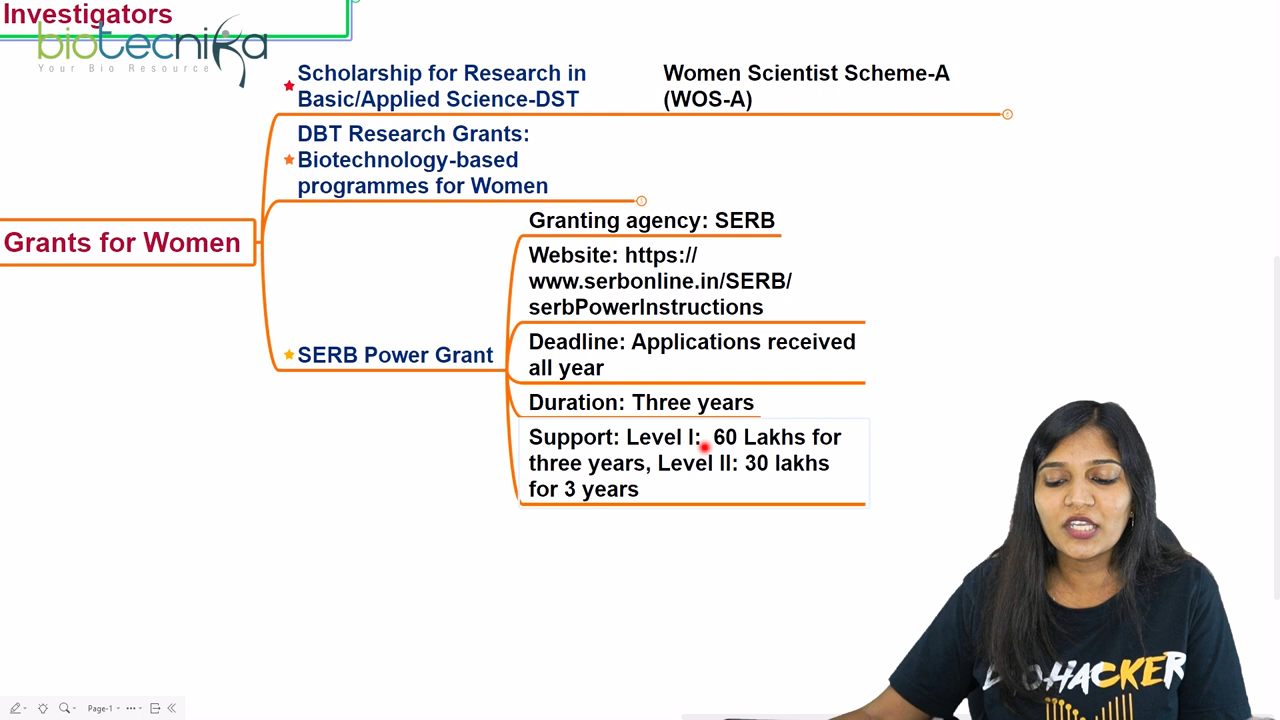 Investigators
biotecnika
Your Bio Resource
Scholarship for Research in
Basic/Applied Science-DST
Women Scientist Scheme-A
(WOS-A)
DBT Research Grants:
Biotechnology-based
programmes for Women
Grants for Women
Granting agency: SERB
Website: https://
www.serbonline.in/SERB/
serbPowerInstructions
SERB Power Grant
Deadline: Applications received
all year
Duration: Three years
Support: Level I: 60 Lakhs for
three years, Level II: 30 lakhs
for 3 years
BIOHACKER
Page-1